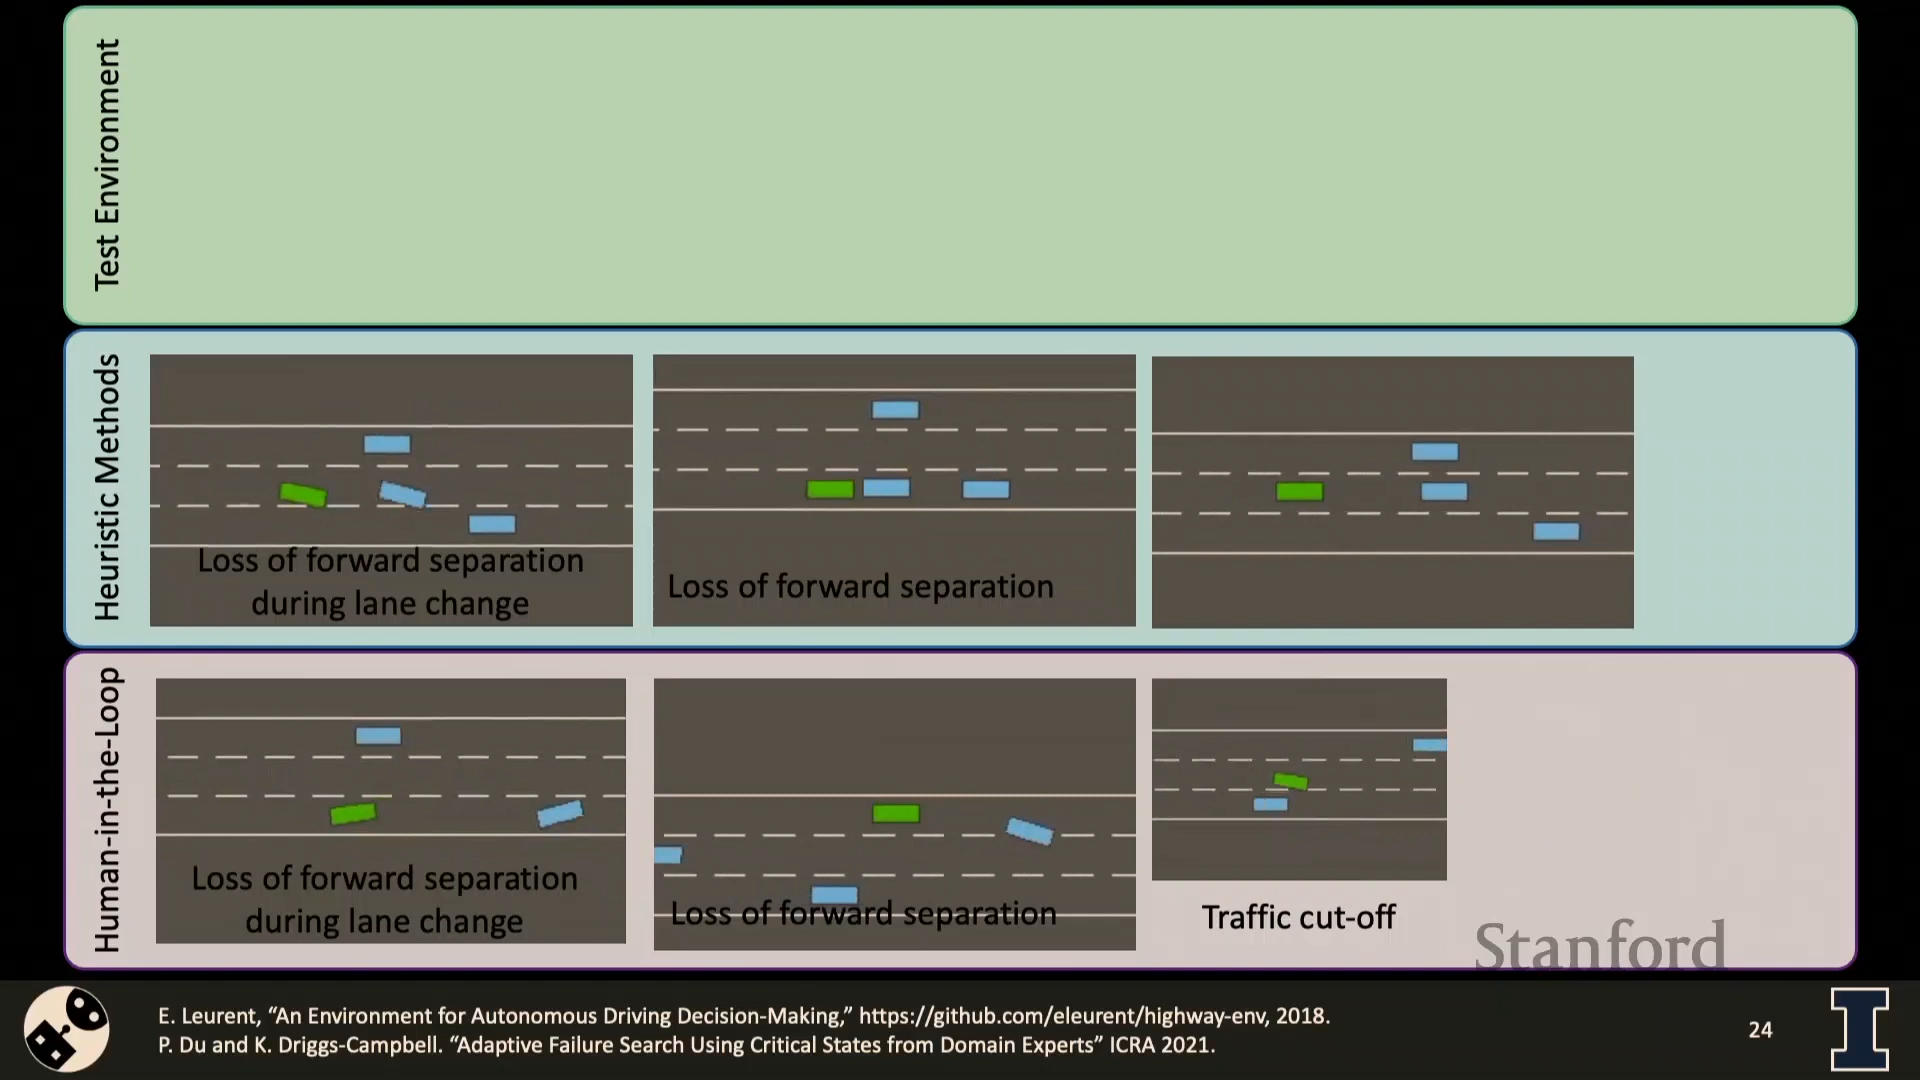 Test Environment
Heuristic Methods
Loss of forward separation
during lane change
Loss of forward separation
Human-in-the-Loop
Loss of forward separation
during lane change
Loss of forward separation
Traffic cut-off
Stanford
E. Leurent, “An Environment for Autonomous Driving Decision-Making,” https://github.com/eleurent/highway-env, 2018.
P. Du and K. Driggs-Campbell. “Adaptive Failure Search Using Critical States from Domain Experts” ICRA 2021.
24
I